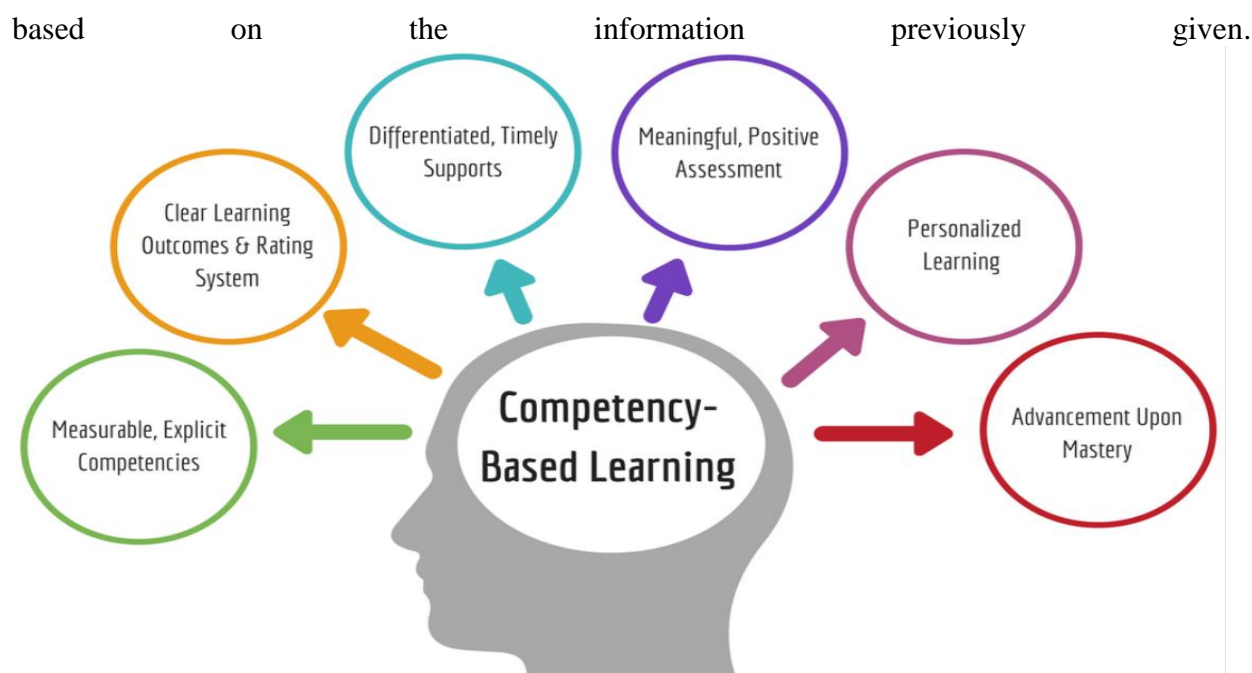 based on the information previously given.
Differentiated, Timely
Supports
Meaningful, Positive
Assessment
Clear Learning
Outcomes & Rating
System
Personalized
Learning
Measurable, Explicit
Competencies
Competency-
Based Learning
Advancement Upon
Mastery